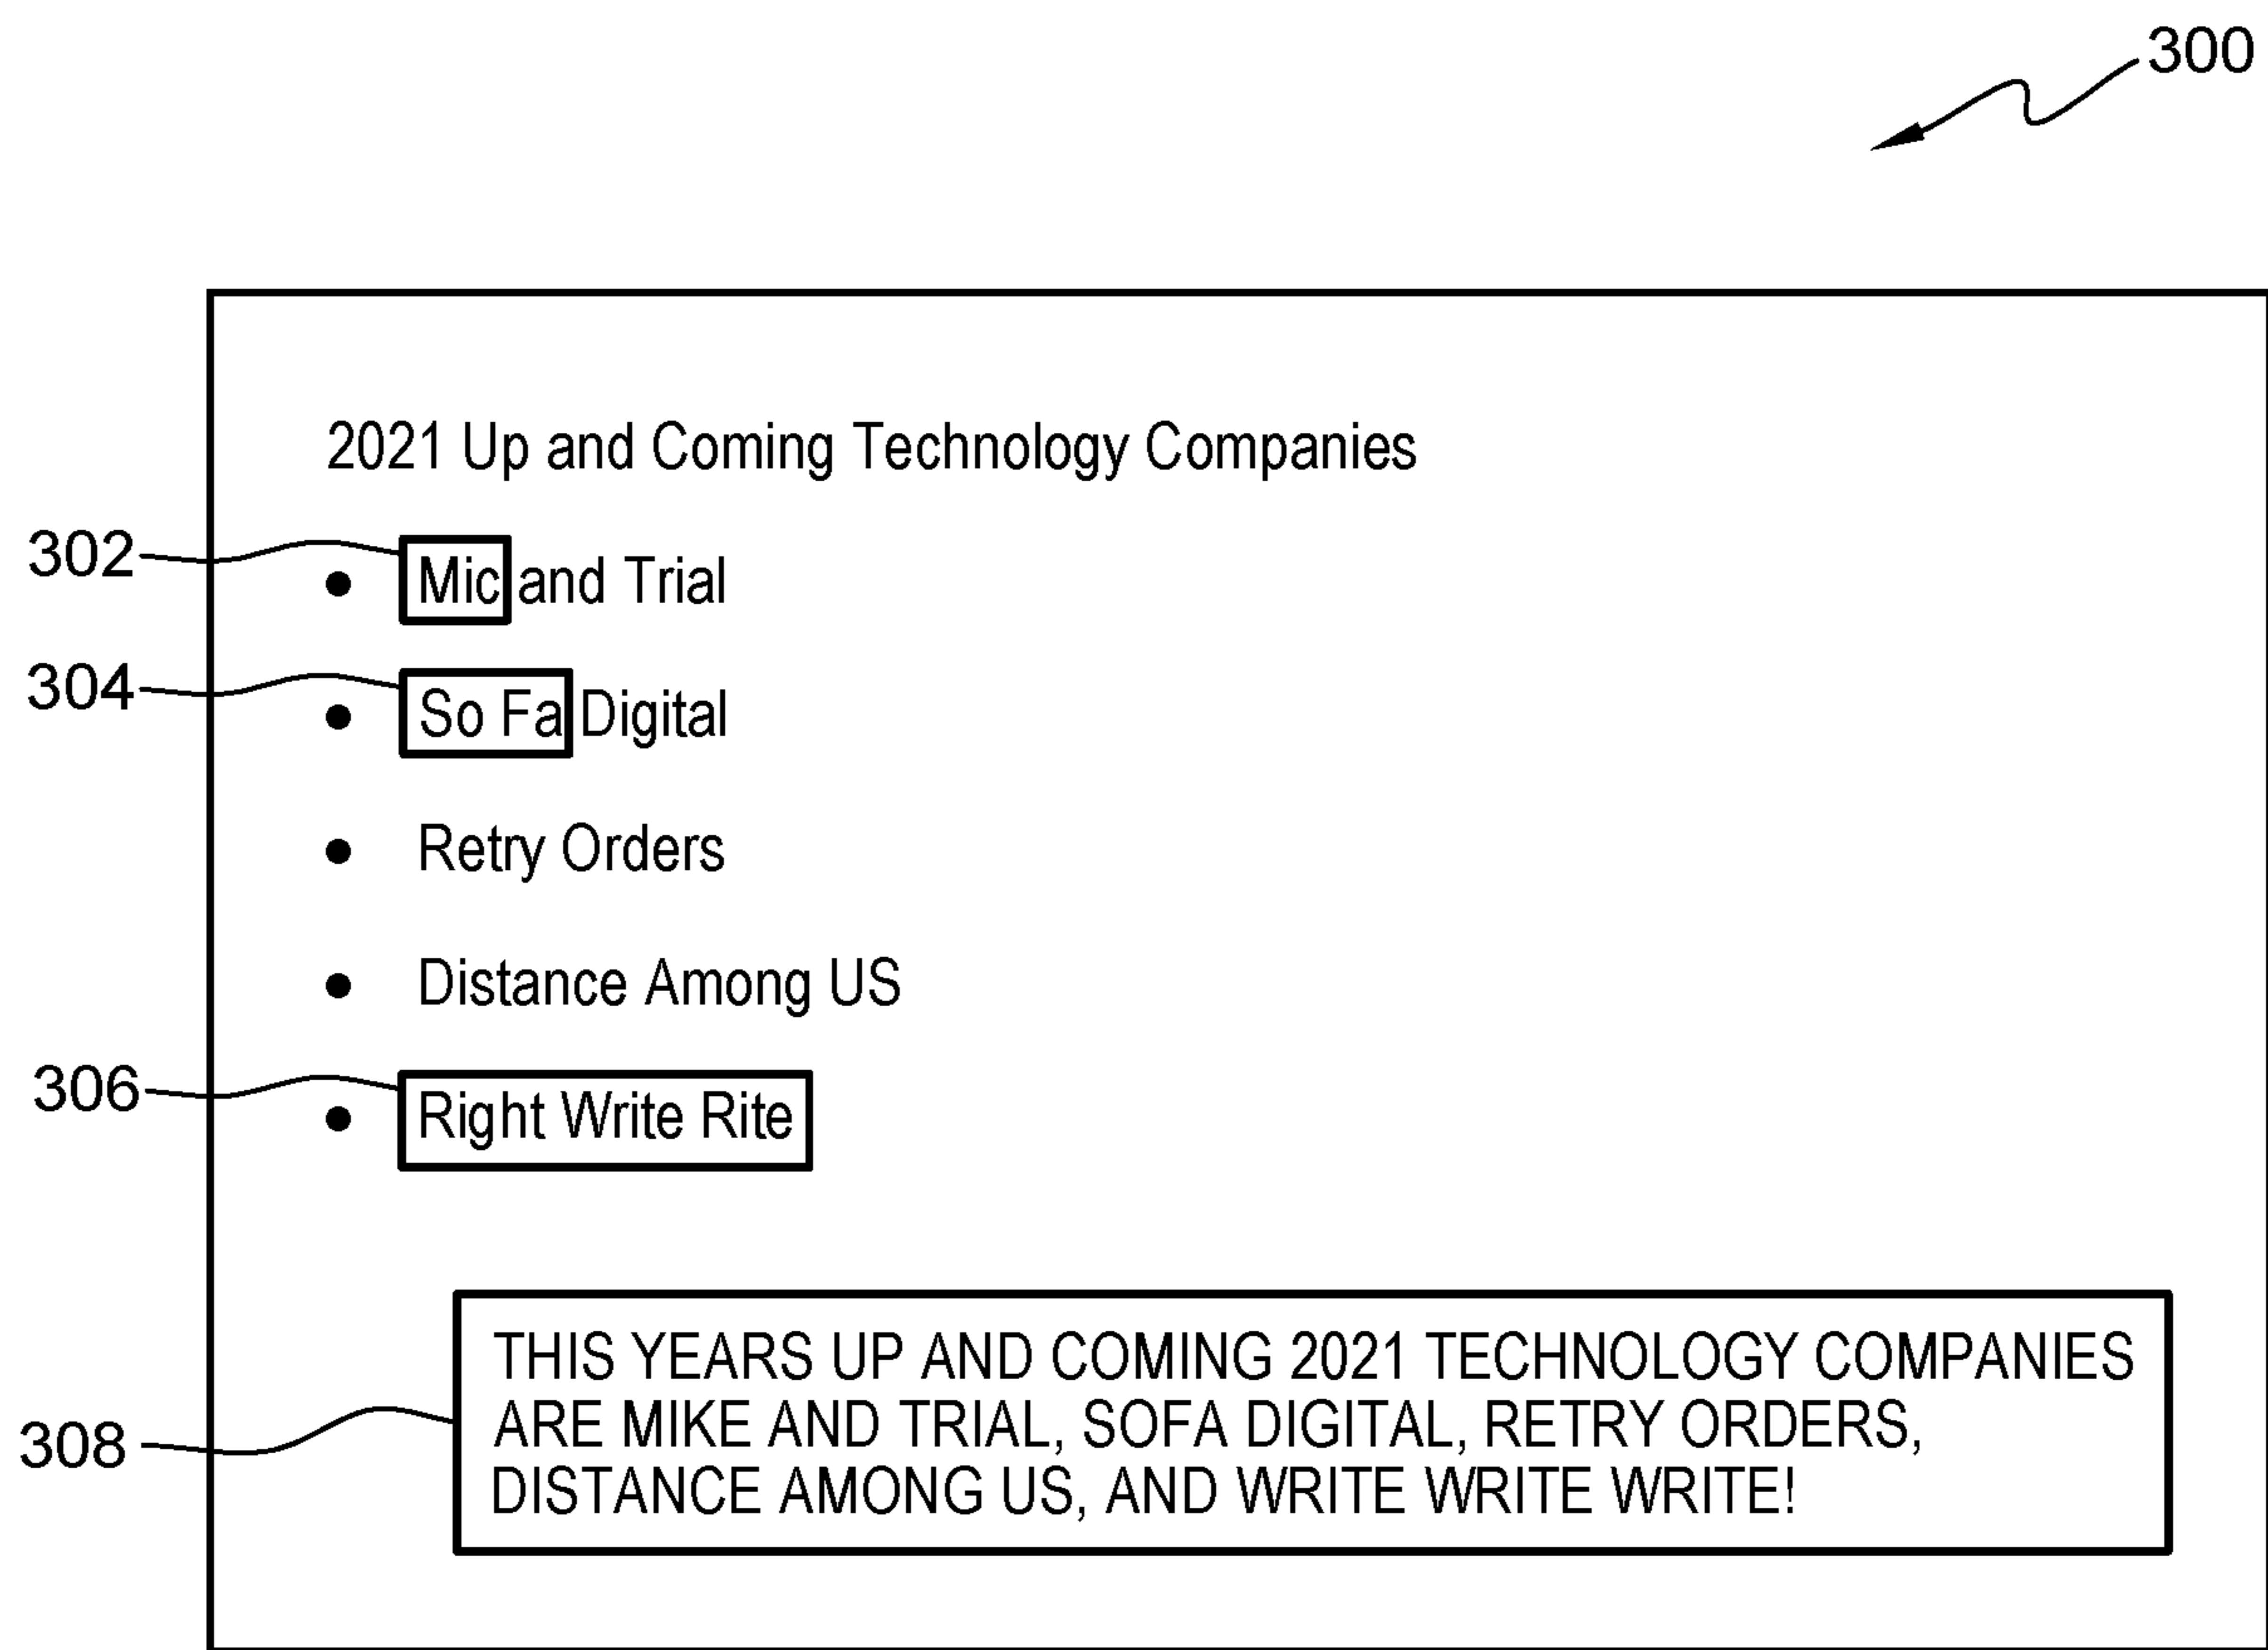 300
2021 Up and Coming Technology Companies
302
• Mic and Trial
304
• So Fa Digital
• Retry Orders
• Distance Among US
306
• Right Write Rite
THIS YEARS UP AND COMING 2021 TECHNOLOGY COMPANIES
308
ARE MIKE AND TRIAL, SOFA DIGITAL, RETRY ORDERS,
DISTANCE AMONG US, AND WRITE WRITE WRITE!